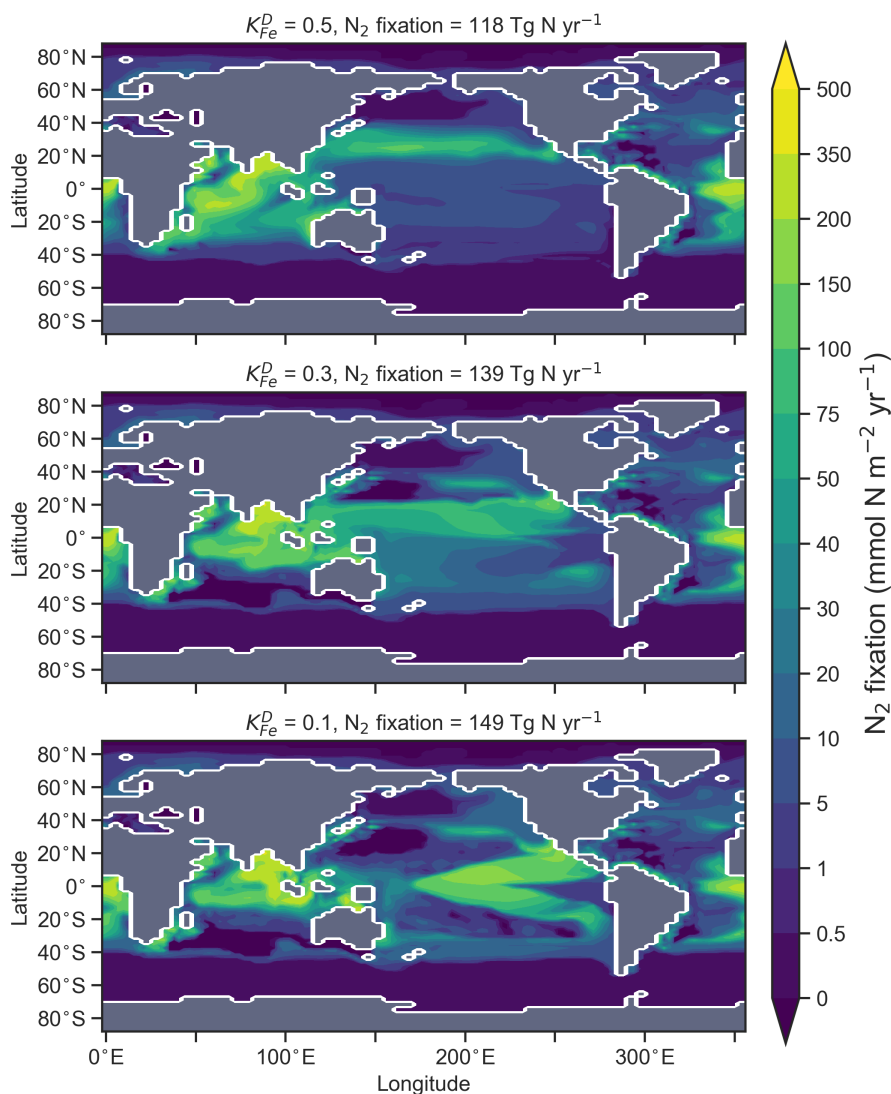 K_Fe^D = 0.5, N₂ fixation = 118 Tg N yr⁻¹
80°N
60°N
40°N
20°N
0°
20°S
40°S
60°S
80°S
Latitude
K_Fe^D = 0.3, N₂ fixation = 139 Tg N yr⁻¹
80°N
60°N
40°N
20°N
0°
20°S
40°S
60°S
80°S
Latitude
K_Fe^D = 0.1, N₂ fixation = 149 Tg N yr⁻¹
80°N
60°N
40°N
20°N
0°
20°S
40°S
60°S
80°S
Latitude
0°E
100°E
200°E
300°E
Longitude
500
350
200
150
100
75
50
40
30
20
10
5
1
0.5
0
N₂ fixation (mmol N m⁻² yr⁻¹)